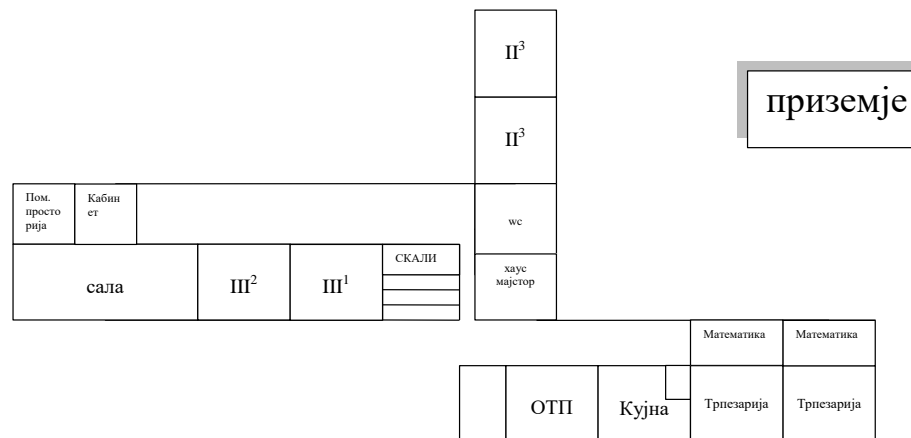 II³
приземје
II³
Пом.
просто
рија
Кабин
ет
wc
хаус
мајстор
СКАЛИ
сала
III²
III¹
Математика
Математика
ОТП
Кујна
Трпезарија
Трпезарија